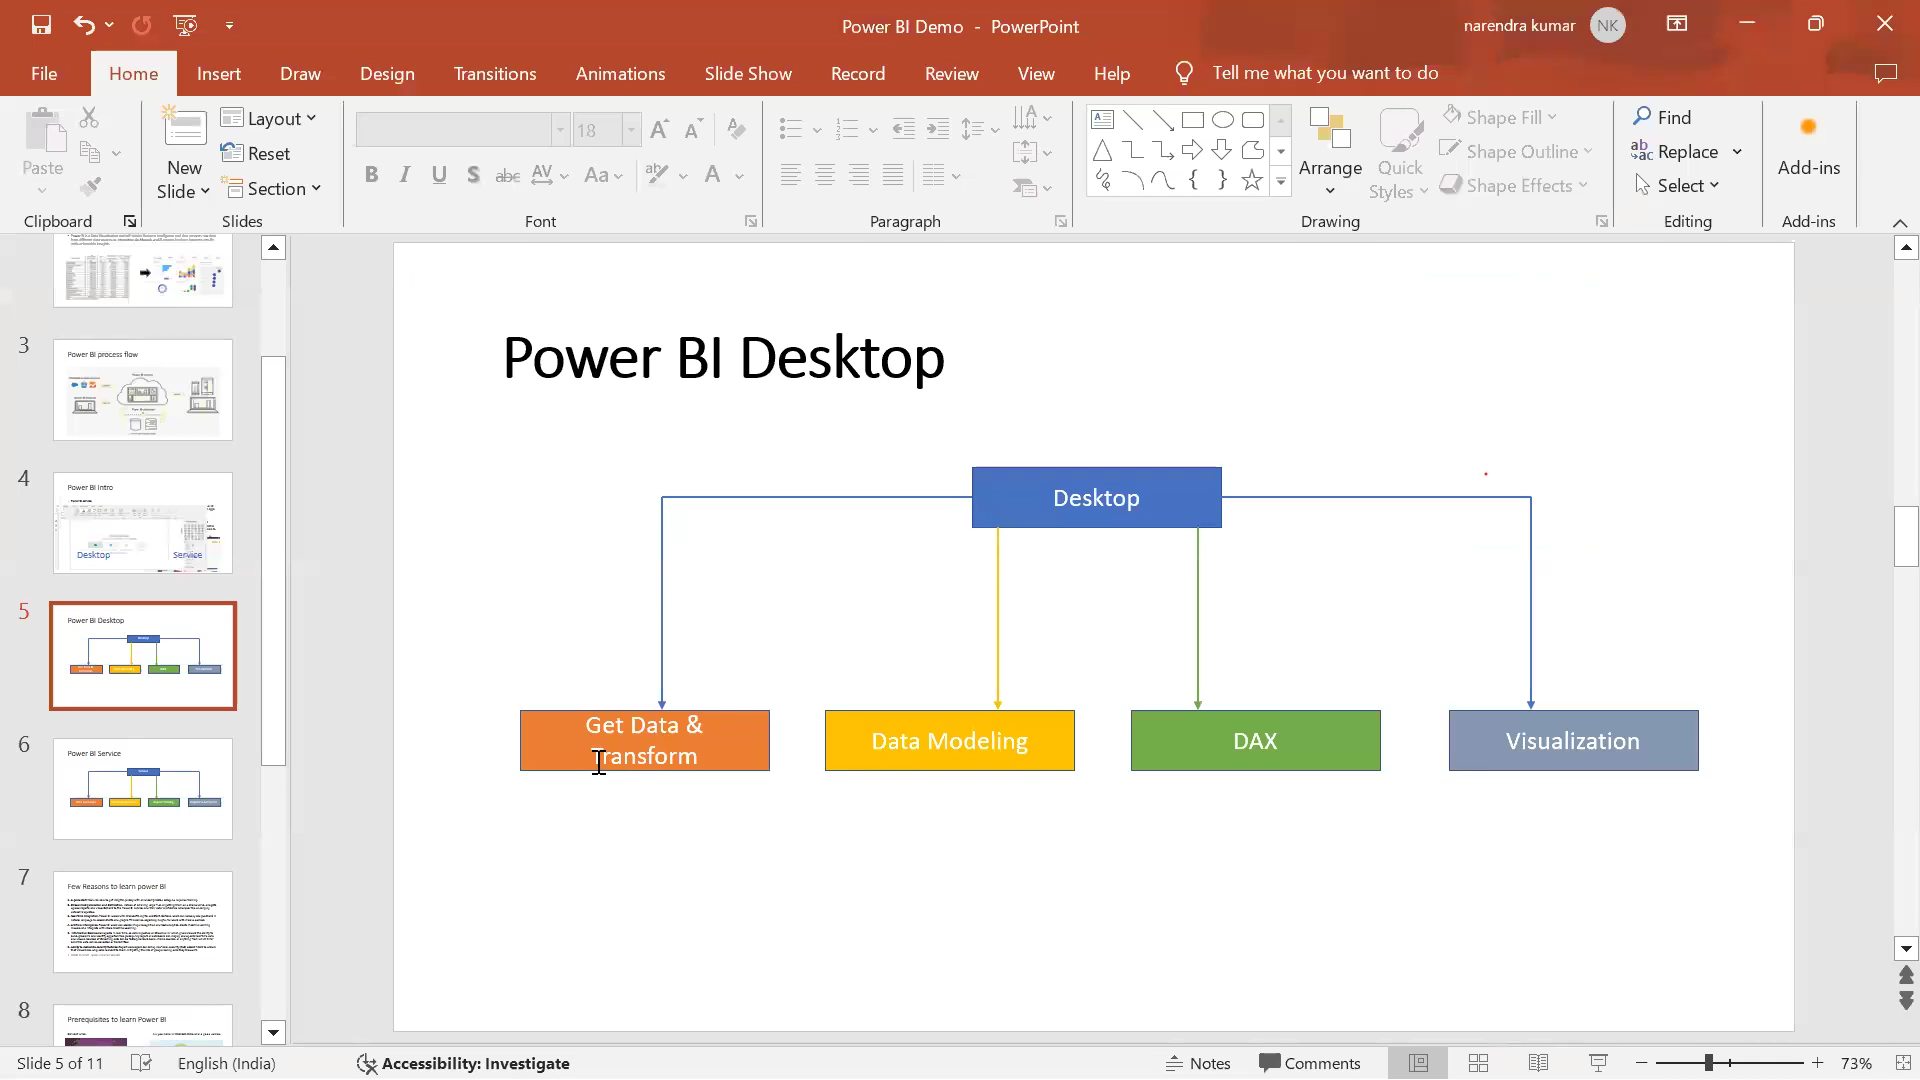 Power BI Demo - PowerPoint
narendra kumar
NK
File
Home
Insert
Draw
Design
Transitions
Animations
Slide Show
Record
Review
View
Help
Tell me what you want to do
Paste
Clipboard
New
Slide
Layout
Reset
Section
Slides
18
Font
Paragraph
Arrange
Quick
Styles
Shape Fill
Shape Outline
Shape Effects
Drawing
Find
Replace
Select
Editing
Add-ins
Add-ins
3
Power BI process flow
4
Power BI Intro
Desktop
Service
5
Power BI Desktop
6
Power BI Service
7
Few Reasons to learn power BI
8
Prerequisites to learn Power BI
Power BI Desktop
Desktop
Get Data &
Transform
Data Modeling
DAX
Visualization
Slide 5 of 11
English (India)
Accessibility: Investigate
Notes
Comments
73%